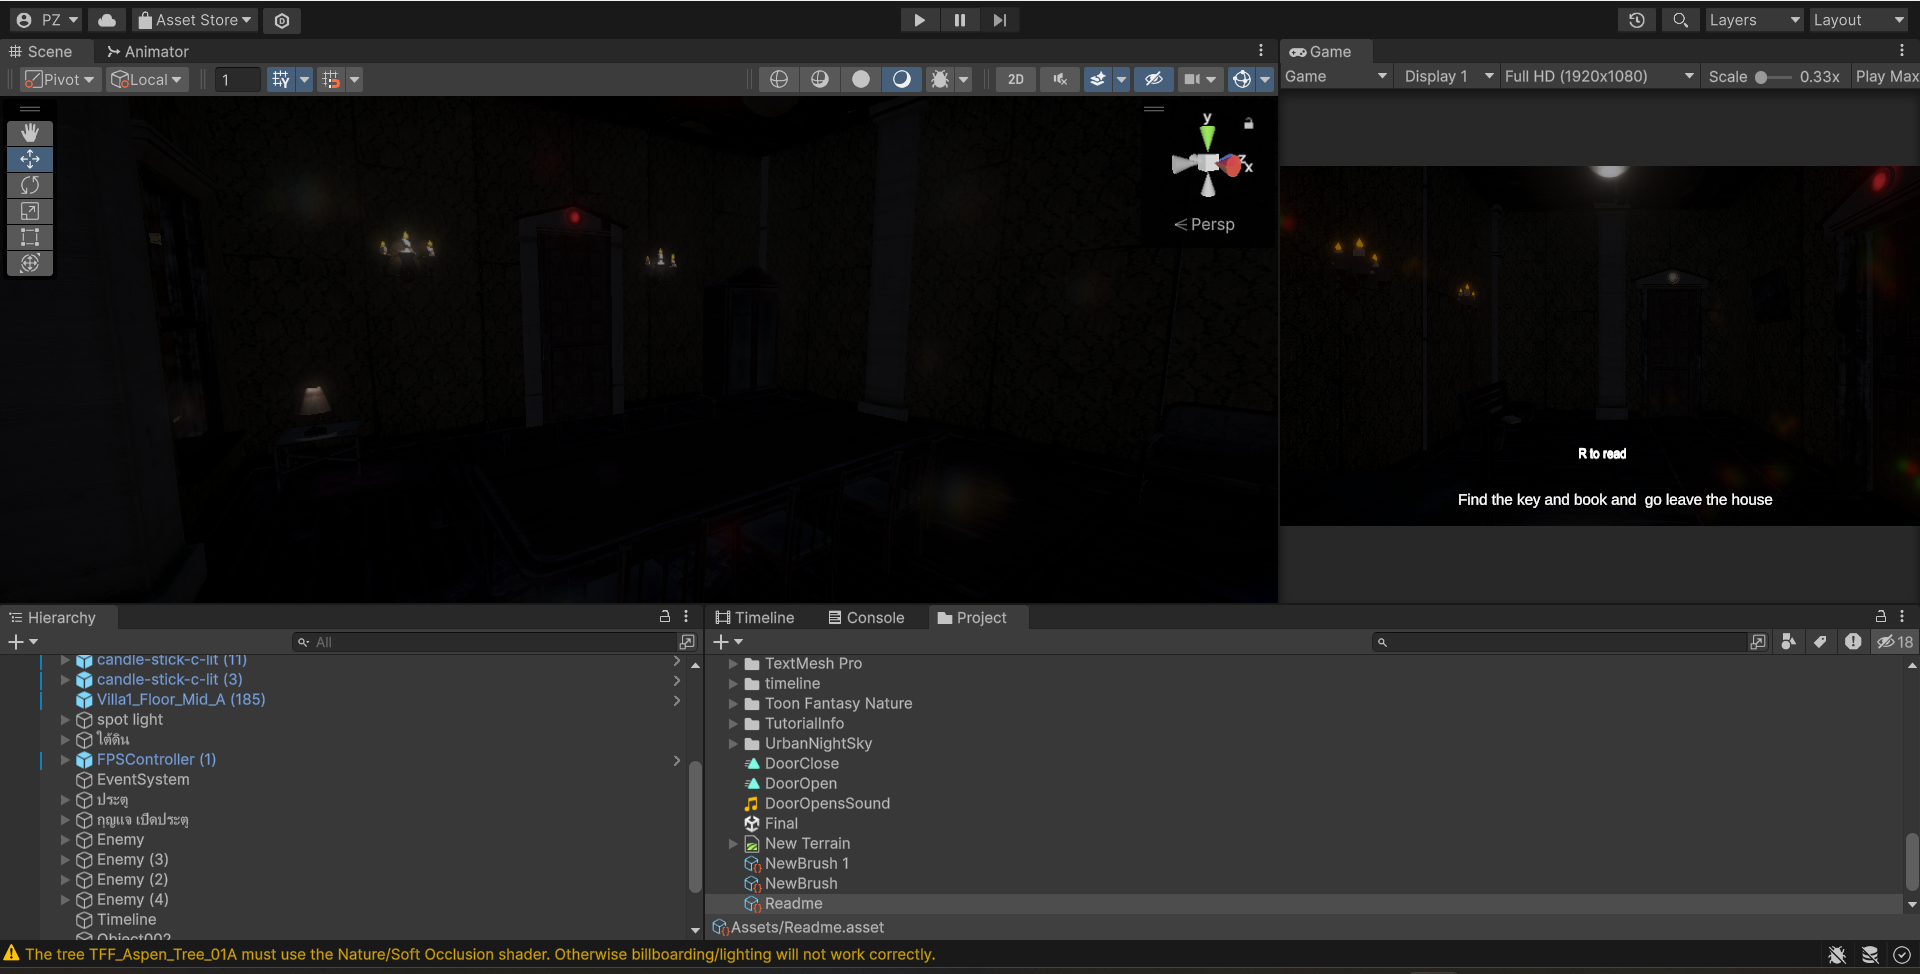 PZ Asset Store Layers Layout
Scene Animator Game
Pivot Local 1 2D Game Display 1 Full HD (1920x1080) Scale 0.33x Play Max
y
z
x
< Persp
R to read
Find the key and book and go leave the house
Hierarchy
All
candle-stick-c-lit (11)
candle-stick-c-lit (3)
Villa1_Floor_Mid_A (185)
spot light
ใต้ดิน
FPSController (1)
EventSystem
ประตู
กุญแจ เปิดประตู
Enemy
Enemy (3)
Enemy (2)
Enemy (4)
Timeline
Object002
Timeline Console Project
18
TextMesh Pro
timeline
Toon Fantasy Nature
TutorialInfo
UrbanNightSky
DoorClose
DoorOpen
DoorOpensSound
Final
New Terrain
NewBrush 1
NewBrush
Readme
Assets/Readme.asset
The tree TFF_Aspen_Tree_01A must use the Nature/Soft Occlusion shader. Otherwise billboarding/lighting will not work correctly.